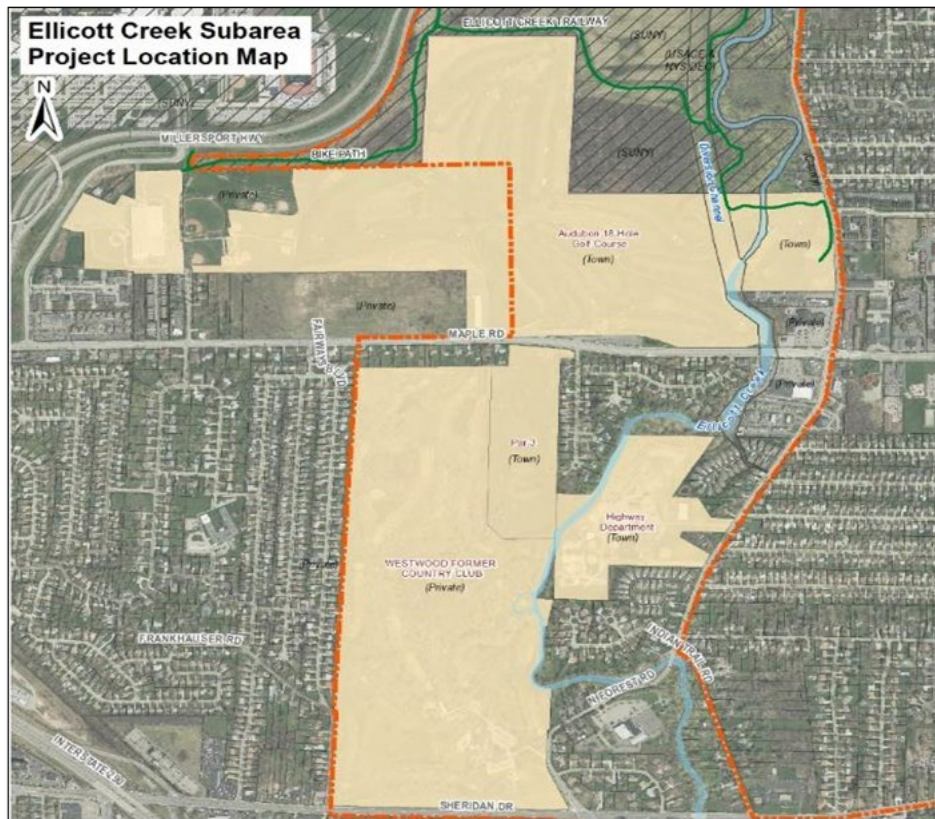 Ellicott Creek Subarea
Project Location Map
N
ELLICOTT CREEK TRAILWAY
(SUNY)
(USACE &
NYSDEC)
(SUNY)
MILLERSPORT HWY
BIKE PATH
(SUNY)
(Private)
Diversion Channel
Audubon 18 Hole
Golf Course
(Town)
(Town)
(Private)
(Private)
MAPLE RD
FAIRWAYS BLVD
(Private)
Ellicott Creek
Par 3
(Town)
Highway
Department
(Town)
WESTWOOD FORMER
COUNTRY CLUB
(Private)
(Private)
FRANKHAUSER RD
INDIAN TRAIL RD
N FOREST RD
INTERSTATE 290
SHERIDAN DR